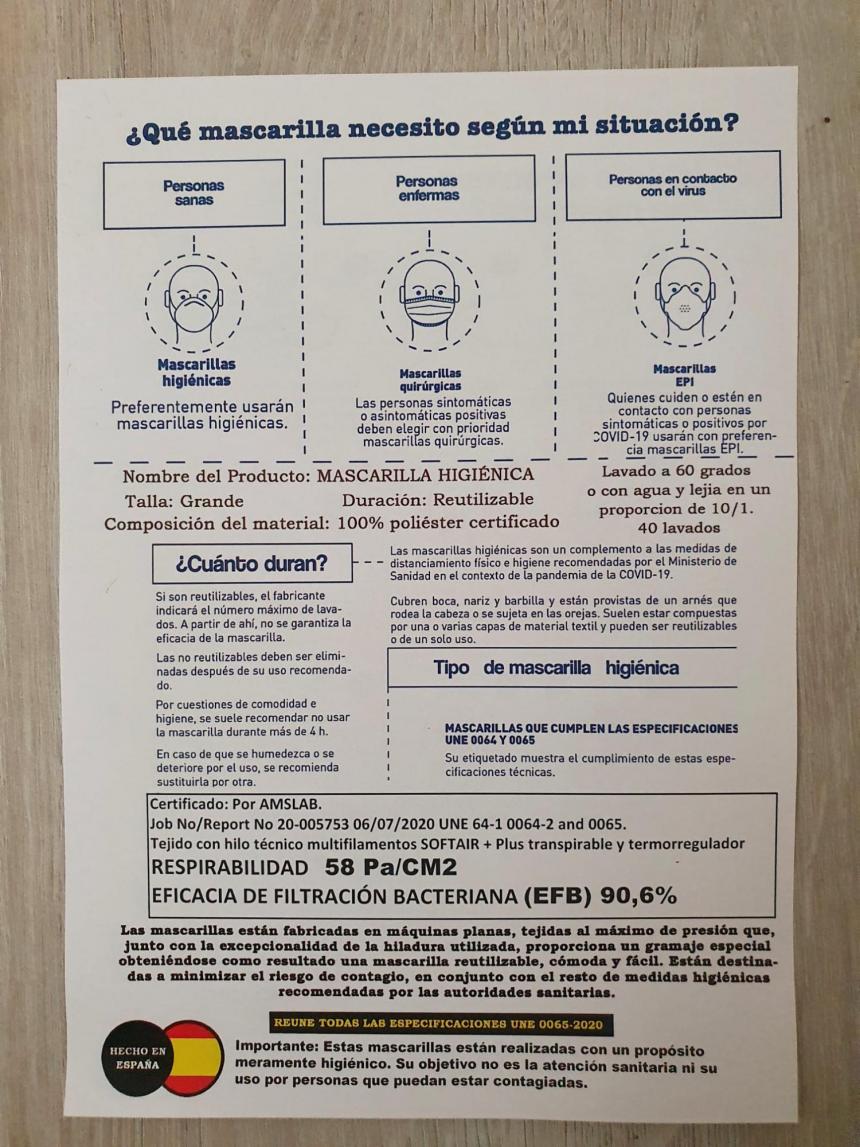 ¿Qué mascarilla necesito según mi situación?
Personas
sanas
Mascarillas
higiénicas
Preferentemente usarán
mascarillas higiénicas.
Personas
enfermas
Mascarillas
quirúrgicas
Las personas sintomáticas
o asintomáticas positivas
deben elegir con prioridad
mascarillas quirúrgicas.
Personas en contacto
con el virus
Mascarillas
EPI
Quienes cuiden o estén en
contacto con personas
sintomáticas o positivos por
COVID-19 usarán con preferen-
cia mascarillas EPI.
Nombre del Producto: MASCARILLA HIGIÉNICA
Talla: Grande Duración: Reutilizable
Composición del material: 100% poliéster certificado
Lavado a 60 grados
o con agua y lejia en un
proporcion de 10/1.
40 lavados
¿Cuánto duran?
Si son reutilizables, el fabricante
indicará el número máximo de lava-
dos. A partir de ahí, no se garantiza la
eficacia de la mascarilla.
Las no reutilizables deben ser elimi-
nadas después de su uso recomenda-
do.
Por cuestiones de comodidad e
higiene, se suele recomendar no usar
la mascarilla durante más de 4 h.
En caso de que se humedezca o se
deteriore por el uso, se recomienda
sustituirla por otra.
Las mascarillas higiénicas son un complemento a las medidas de
distanciamiento físico e higiene recomendadas por el Ministerio de
Sanidad en el contexto de la pandemia de la COVID-19.
Cubren boca, nariz y barbilla y están provistas de un arnés que
rodea la cabeza o se sujeta en las orejas. Suelen estar compuestas
por una o varias capas de material textil y pueden ser reutilizables
o de un solo uso.
Tipo de mascarilla higiénica
MASCARILLAS QUE CUMPLEN LAS ESPECIFICACIONES
UNE 0064 Y 0065
Su etiquetado muestra el cumplimiento de estas espe-
cificaciones técnicas.
Certificado: Por AMSLAB.
Job No/Report No 20-005753 06/07/2020 UNE 64-1 0064-2 and 0065.
Tejido con hilo técnico multifilamentos SOFTAIR + Plus transpirable y termorregulador
RESPIRABILIDAD 58 Pa/CM2
EFICACIA DE FILTRACIÓN BACTERIANA (EFB) 90,6%
Las mascarillas están fabricadas en máquinas planas, tejidas al máximo de presión que,
junto con la excepcionalidad de la hiladura utilizada, proporciona un gramaje especial
obteniéndose como resultado una mascarilla reutilizable, cómoda y fácil. Están destina-
das a minimizar el riesgo de contagio, en conjunto con el resto de medidas higiénicas
recomendadas por las autoridades sanitarias.
REUNE TODAS LAS ESPECIFICACIONES UNE 0065-2020
HECHO EN
ESPAÑA
Importante: Estas mascarillas están realizadas con un propósito
meramente higiénico. Su objetivo no es la atención sanitaria ni su
uso por personas que puedan estar contagiadas.